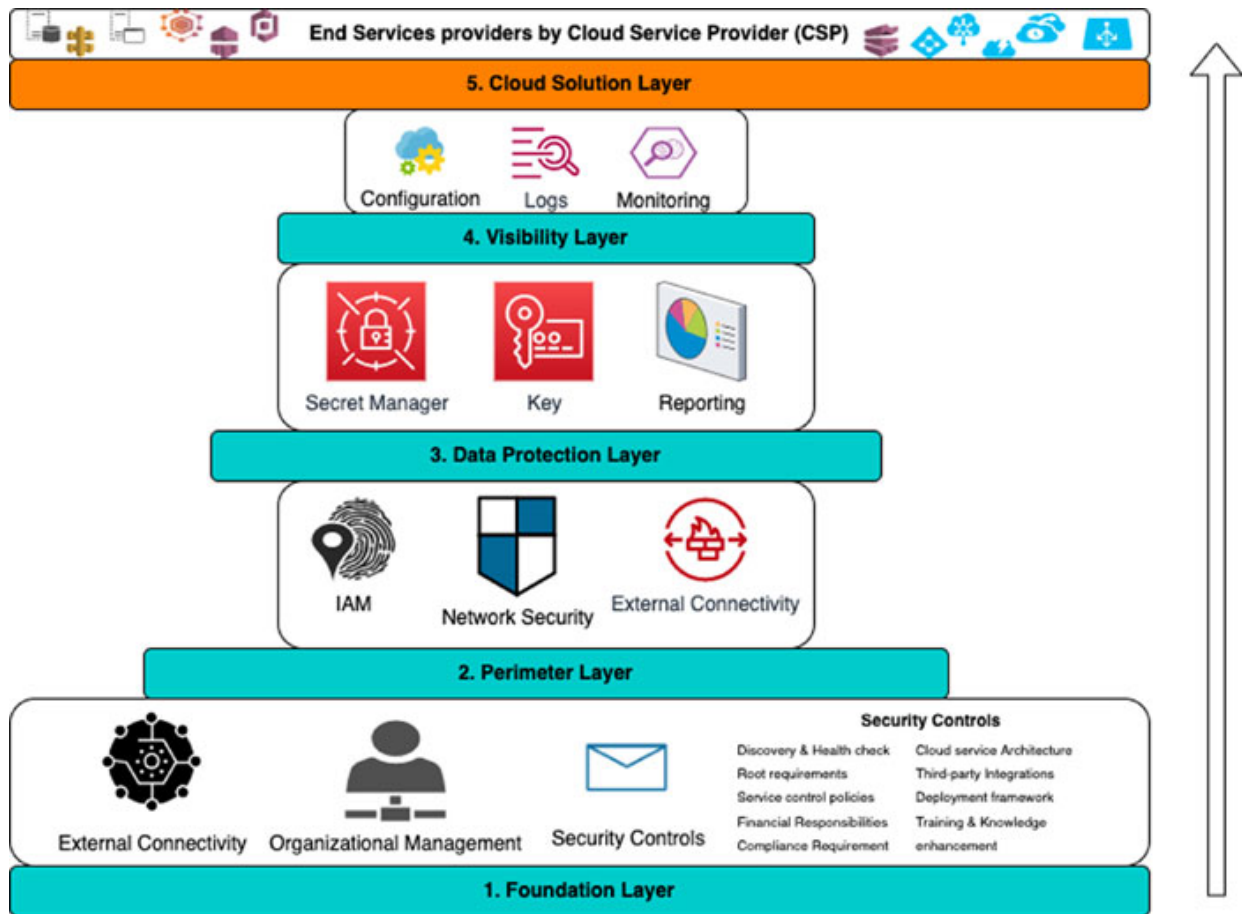 End Services providers by Cloud Service Provider (CSP)
5. Cloud Solution Layer
Configuration
Logs
Monitoring
4. Visibility Layer
Secret Manager
Key
Reporting
3. Data Protection Layer
IAM
Network Security
External Connectivity
2. Perimeter Layer
External Connectivity
Organizational Management
Security Controls
Security Controls
Discovery & Health check
Root requirements
Service control policies
Financial Responsibilities
Compliance Requirement
Cloud service Architecture
Third-party Integrations
Deployment framework
Training & Knowledge
enhancement
1. Foundation Layer